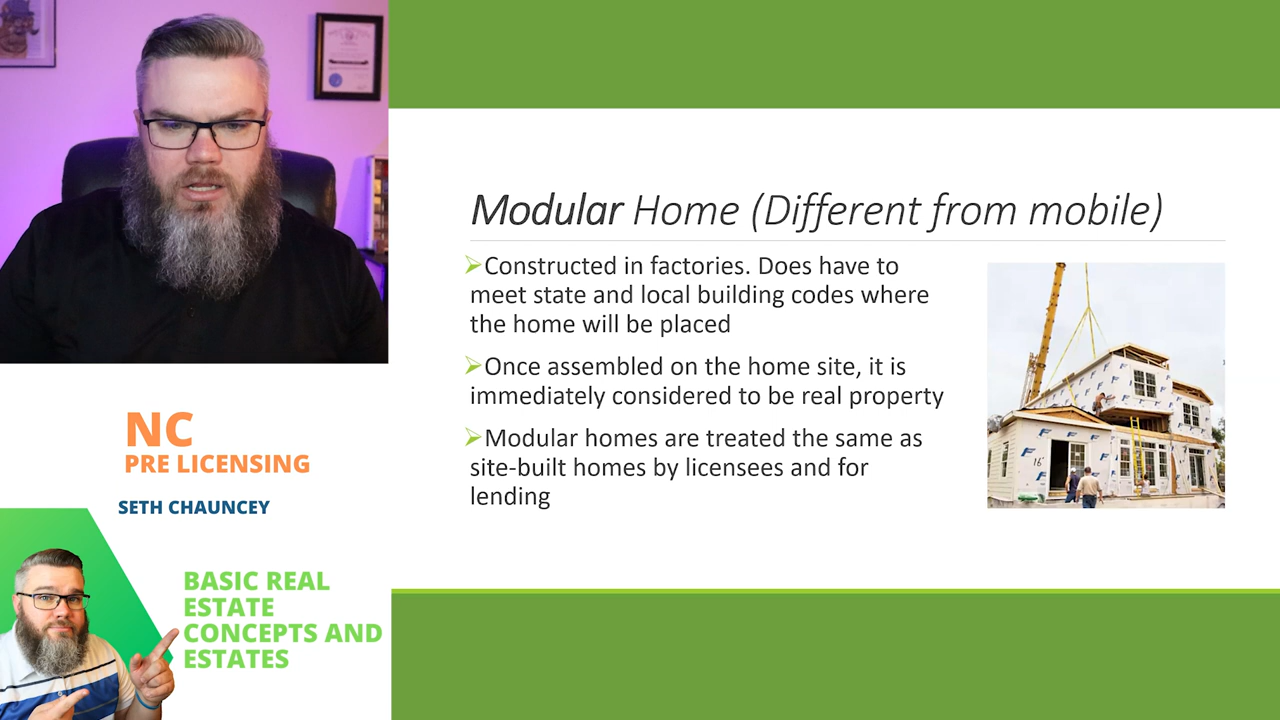 Modular Home (Different from mobile)
➢Constructed in factories. Does have to
meet state and local building codes where
the home will be placed
➢Once assembled on the home site, it is
immediately considered to be real property
➢Modular homes are treated the same as
site-built homes by licensees and for
lending
NC
PRE LICENSING
SETH CHAUNCEY
BASIC REAL
ESTATE
CONCEPTS AND
ESTATES
16'